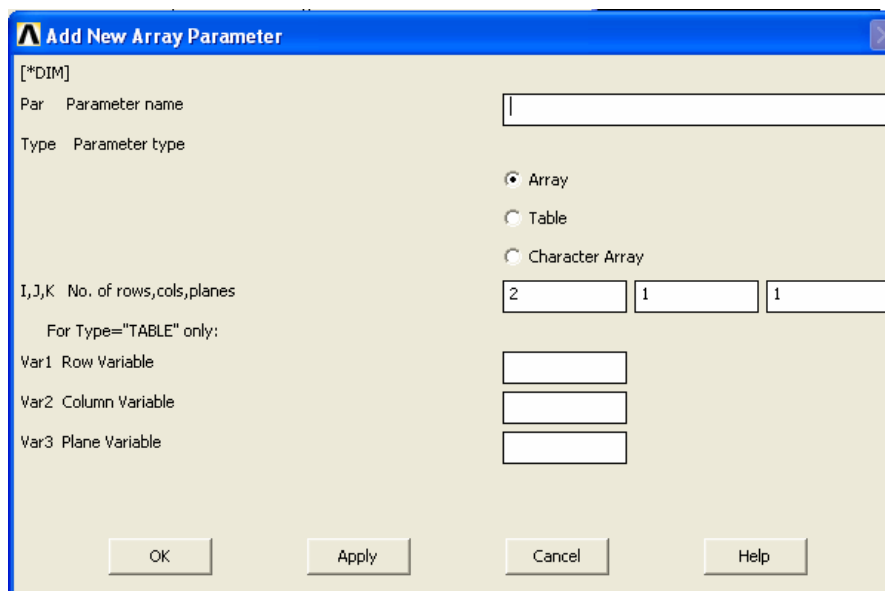 Add New Array Parameter
[*DIM]
Par Parameter name
Type Parameter type
Array
Table
Character Array
I,J,K No. of rows,cols,planes 2 1 1
For Type="TABLE" only:
Var1 Row Variable
Var2 Column Variable
Var3 Plane Variable
OK Apply Cancel Help